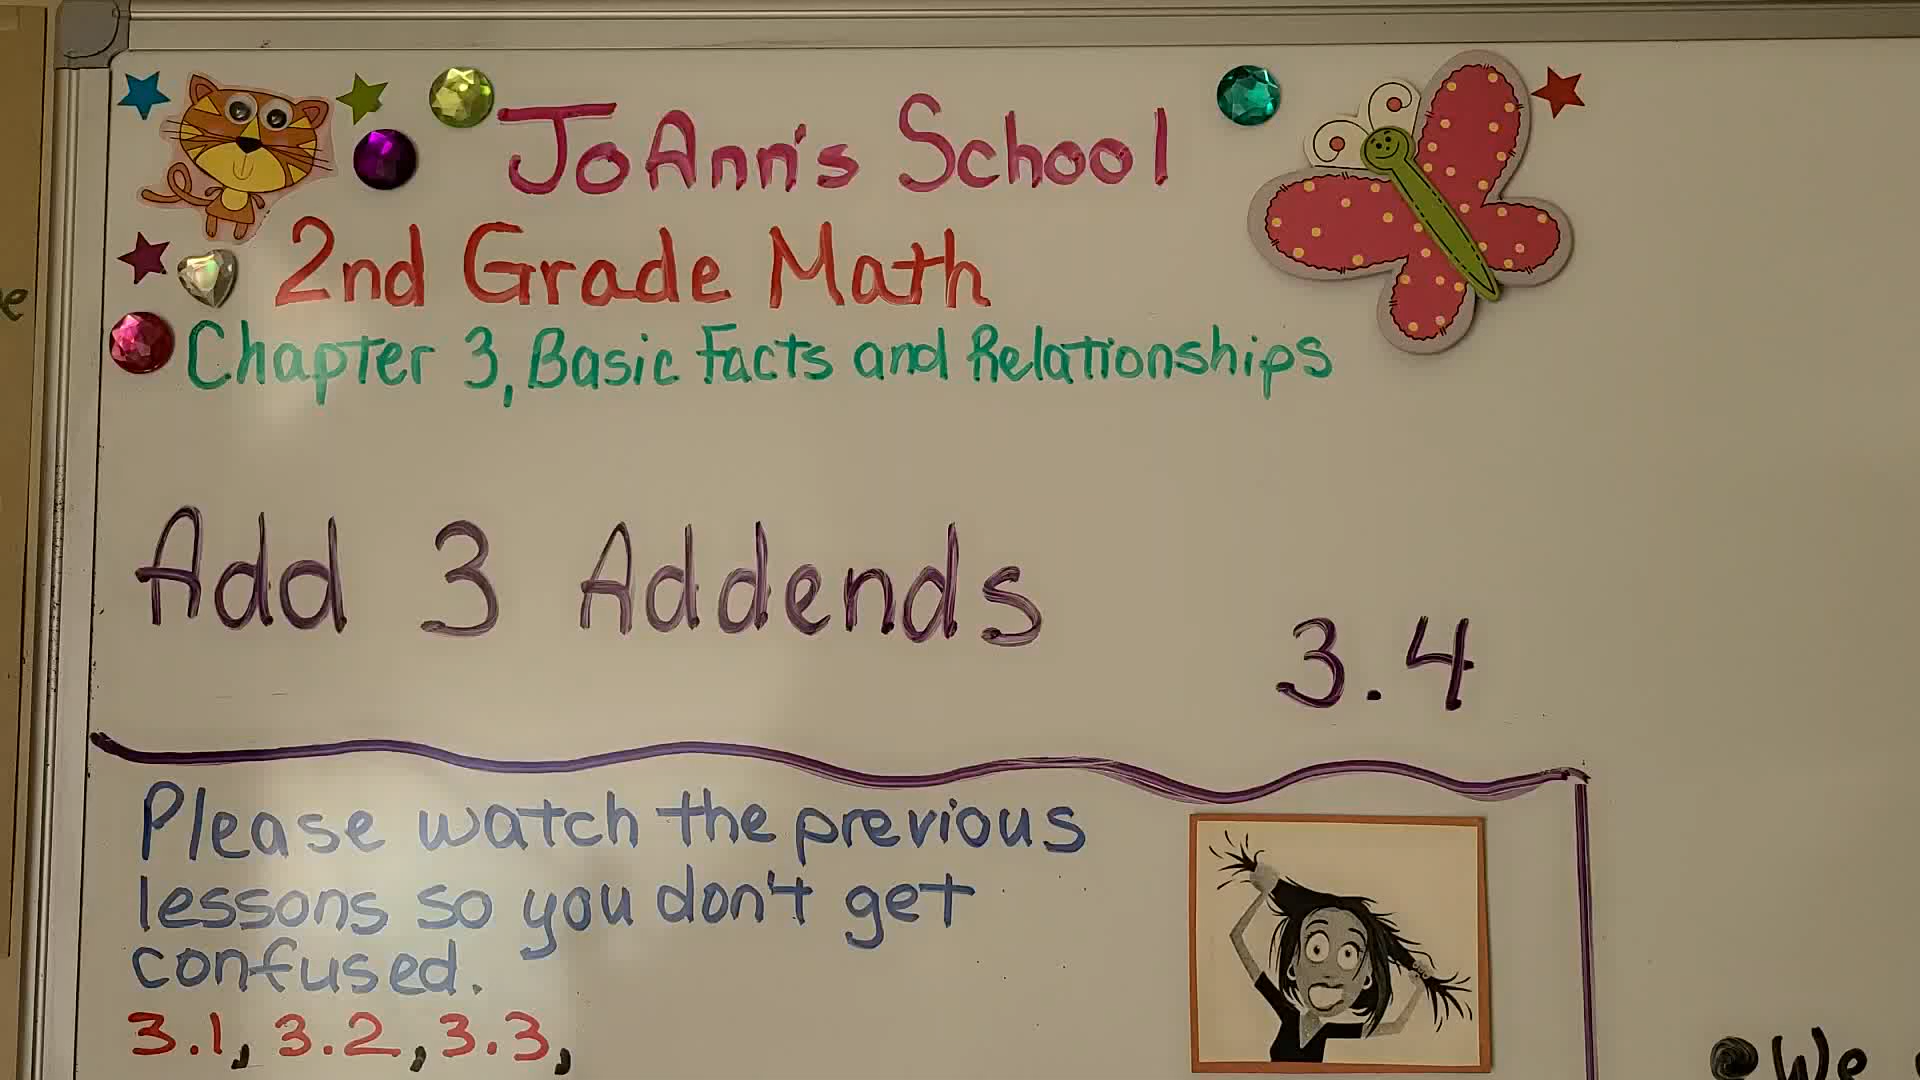 JoAnn's School
2nd Grade Math
Chapter 3, Basic Facts and Relationships
Add 3 Addends
3.4
Please watch the previous
lessons so you don't get
confused.
3.1, 3.2, 3.3,
We